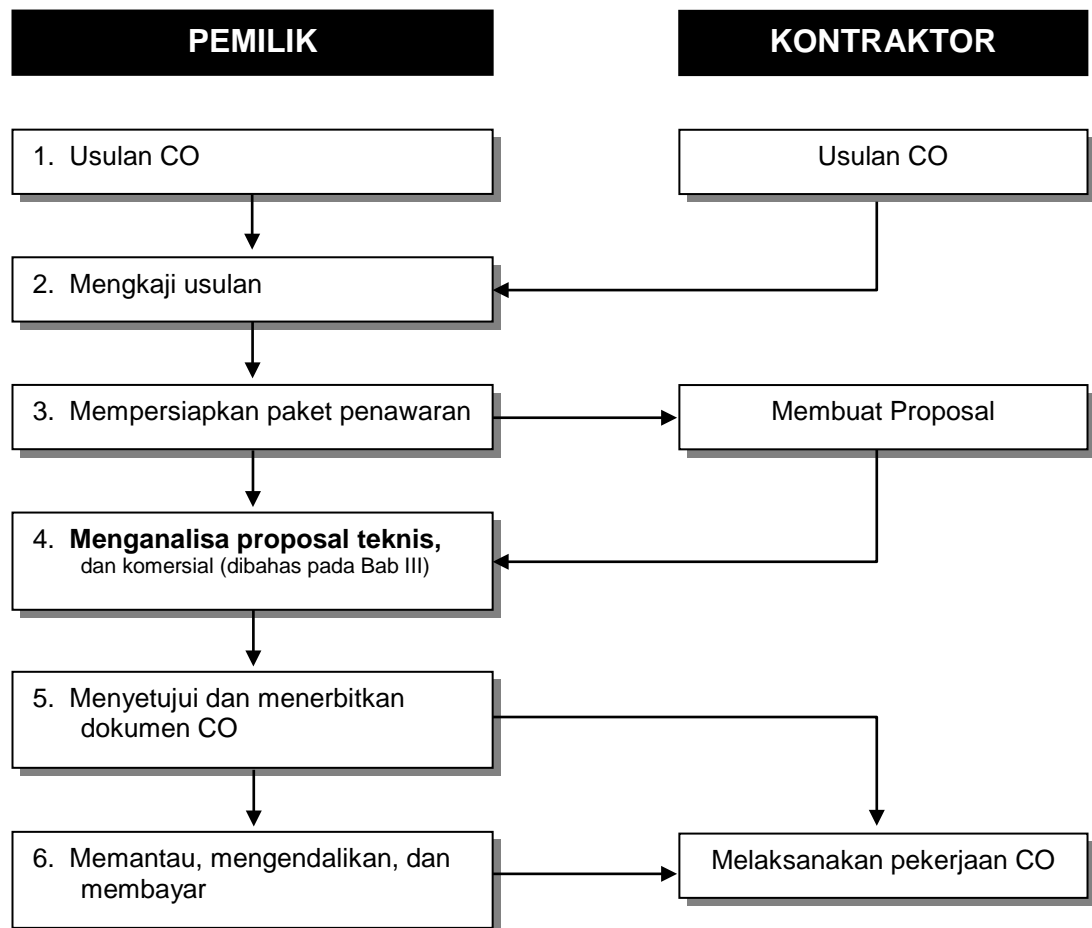 PEMILIK
KONTRAKTOR
1. Usulan CO
Usulan CO
2. Mengkaji usulan
3. Mempersiapkan paket penawaran
Membuat Proposal
4. Menganalisa proposal teknis,
dan komersial (dibahas pada Bab III)
5. Menyetujui dan menerbitkan
dokumen CO
6. Memantau, mengendalikan, dan
membayar
Melaksanakan pekerjaan CO